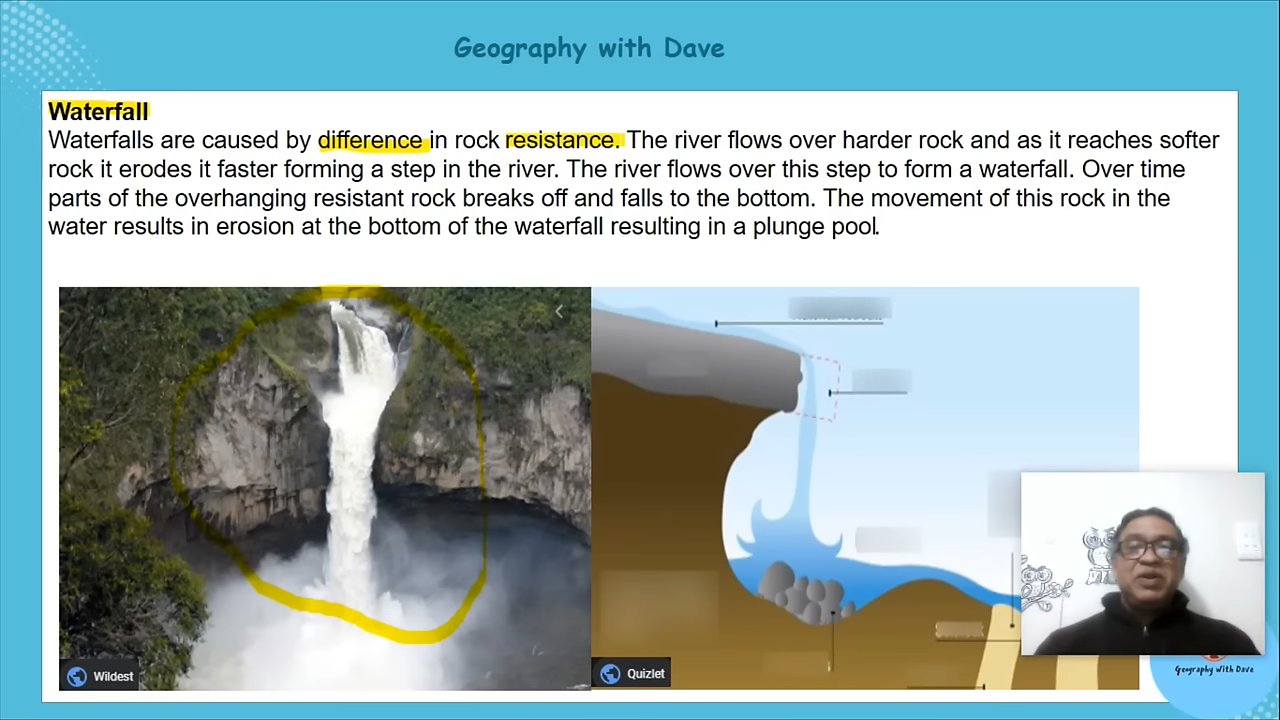 Geography with Dave
Waterfall
Waterfalls are caused by difference in rock resistance. The river flows over harder rock and as it reaches softer
rock it erodes it faster forming a step in the river. The river flows over this step to form a waterfall. Over time
parts of the overhanging resistant rock breaks off and falls to the bottom. The movement of this rock in the
water results in erosion at the bottom of the waterfall resulting in a plunge pool.
Wildest
Quizlet
Geography With Dave